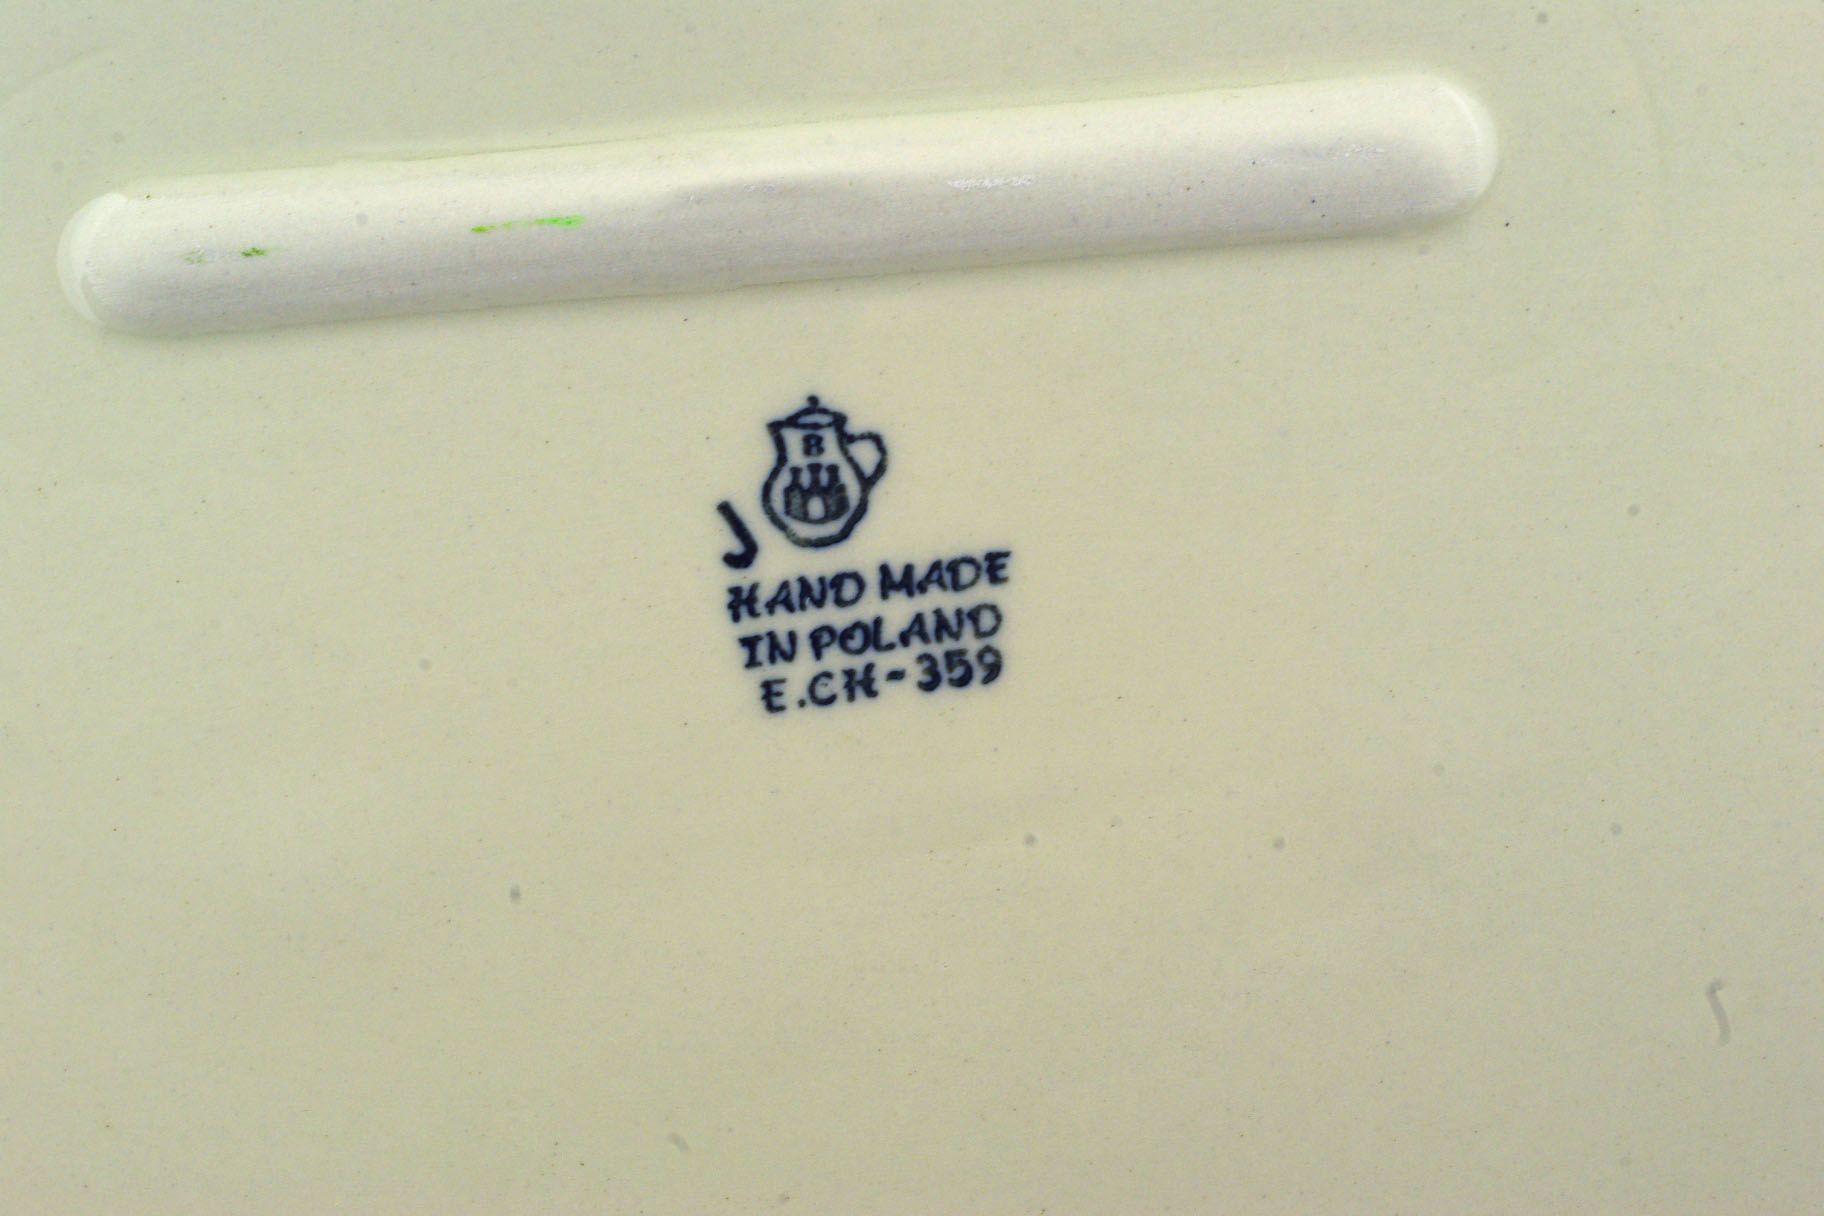 B
J
HAND MADE
IN POLAND
E.CH-359